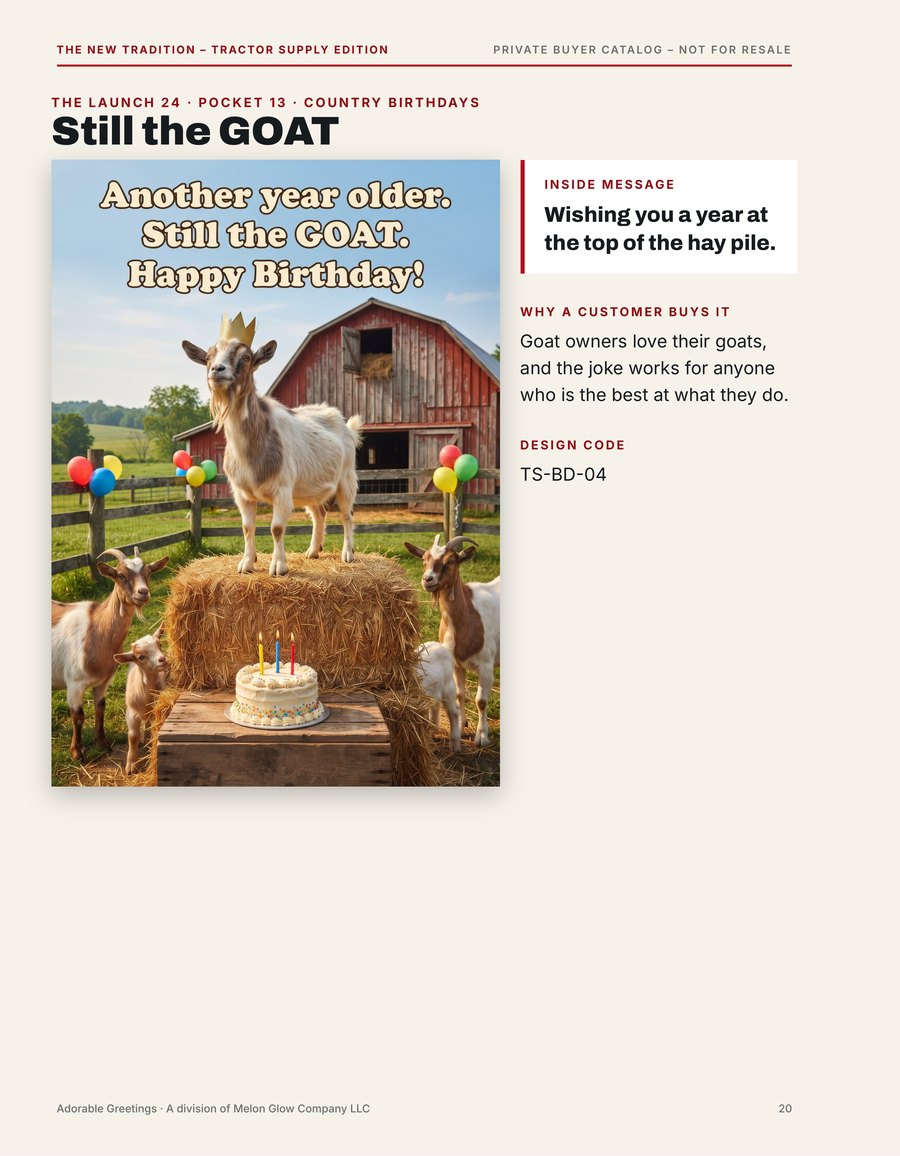 THE NEW TRADITION – TRACTOR SUPPLY EDITION
PRIVATE BUYER CATALOG – NOT FOR RESALE
THE LAUNCH 24 · POCKET 13 · COUNTRY BIRTHDAYS
Still the GOAT
Another year older.
Still the GOAT.
Happy Birthday!
INSIDE MESSAGE
Wishing you a year at
the top of the hay pile.
WHY A CUSTOMER BUYS IT
Goat owners love their goats,
and the joke works for anyone
who is the best at what they do.
DESIGN CODE
TS-BD-04
Adorable Greetings · A division of Melon Glow Company LLC
20